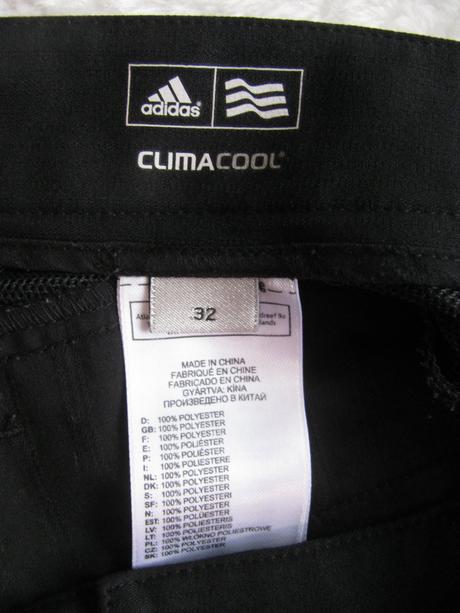 adidas®
CLIMACOOL®
32
MADE IN CHINA
FABRIQUÉ EN CHINE
FABRICADO EN CHINA
GYÁRTVA: KÍNA
ПРОИЗВЕДЕНО В КИТАЙ
D: 100% POLYESTER
GB: 100% POLYESTER
F: 100% POLYESTER
E: 100% POLIÉSTER
P: 100% POLIÉSTER
I: 100% POLIESTERE
NL: 100% POLYESTER
DK: 100% POLYESTER
S: 100% POLYESTER
SF: 100% POLYESTERI
N: 100% POLYESTER
EST: 100% POLÜESTER
LV: 100% POLIESTERIS
LT: 100% POLIESTERIS
PL: 100% WŁÓKNO POLIESTROWE
CZ: 100% POLYESTER
SK: 100% POLYESTER